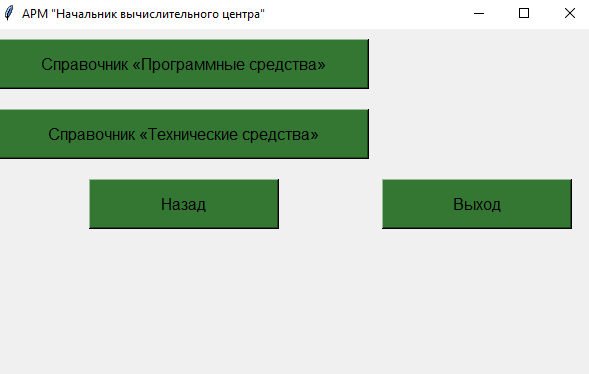 АРМ "Начальник вычислительного центра"
Справочник «Программные средства»
Справочник «Технические средства»
Назад Выход